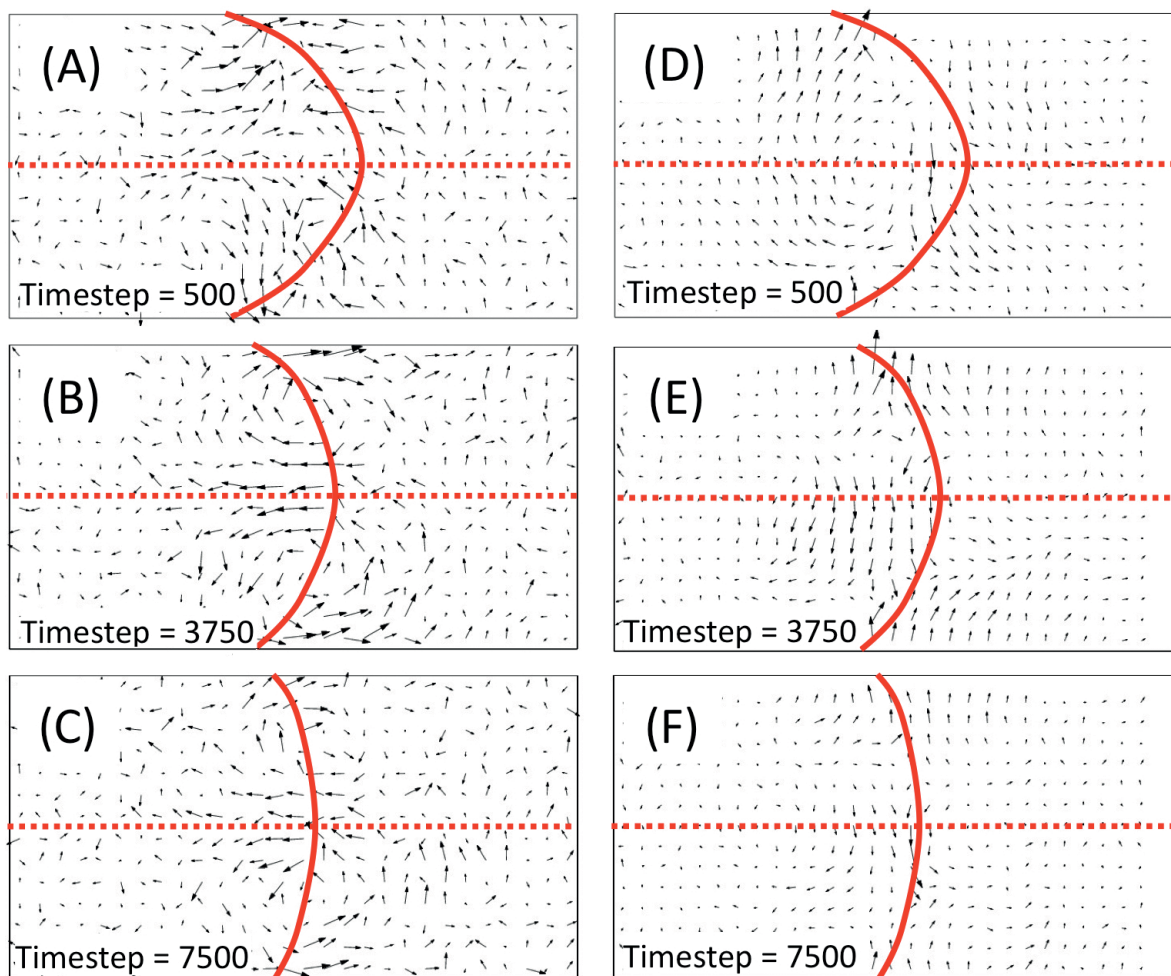 (A)
Timestep = 500
(D)
Timestep = 500
(B)
Timestep = 3750
(E)
Timestep = 3750
(C)
Timestep = 7500
(F)
Timestep = 7500